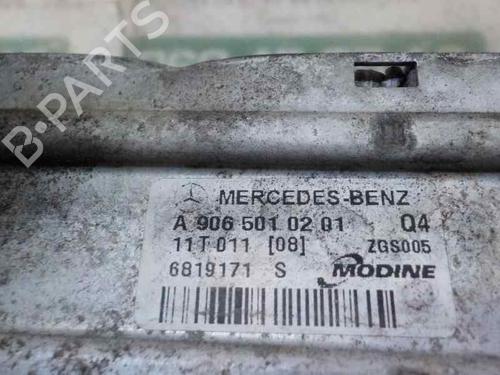 B-PARTS
MERCEDES-BENZ
A 906 501 02 01 Q4
11T011 [08] ZGS005
6819171 S MODINE